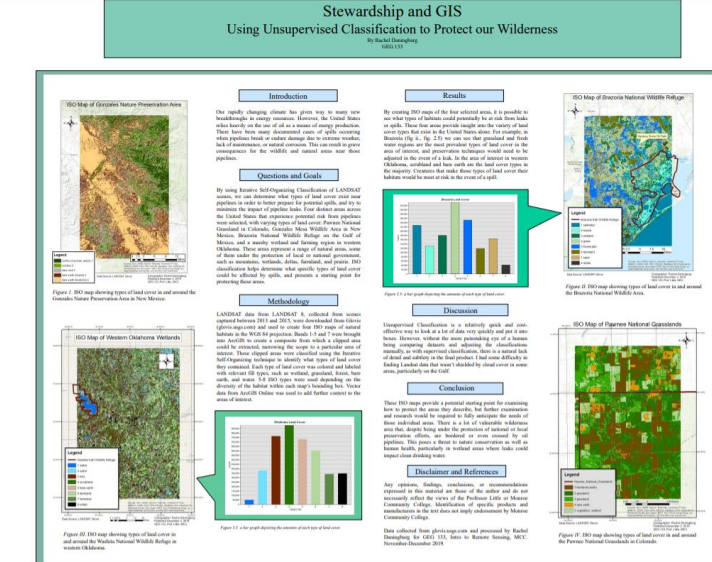 Stewardship and GIS
Using Unsupervised Classification to Protect our Wilderness
By Rachel Daningburg
GEG 133
ISO Map of Gonzales Nature Preservation Area
Legend
Figure I. ISO map showing types of land cover in and around the
Gonzales Nature Preservation Area in New Mexico.
ISO Map of Western Oklahoma Wetlands
Legend
Figure III. ISO map showing types of land cover in
and around the Washita National Wildlife Refuge in
western Oklahoma.
Introduction
Our rapidly changing climate has given way to many new
breakthroughs in energy resources. However, the United States
relies heavily on the use of oil as a means of energy production.
There have been many documented cases of spills occurring
when pipelines break or endure damage due to extreme weather,
lack of maintenance, or natural corrosion. This can result in grave
consequences for the wildlife and natural areas near those
pipelines.
Questions and Goals
By using Iterative Self-Organizing Classification of LANDSAT
scenes, we can determine what types of land cover exist near
pipelines in order to better prepare for potential spills, and try to
minimize the impact of pipeline leaks. Four distinct areas across
the United States that experience potential risk from pipelines
were selected, with varying types of land cover: Pawnee National
Grassland in Colorado, Gonzales Mesa Wildlife Area in New
Mexico, Brazoria National Wildlife Refuge on the Gulf of
Mexico, and a marshy wetland and farming region in western
Oklahoma. These areas represent a range of natural areas, some
of them under the protection of local or national government,
such as mountains, wetlands, deltas, farmland, and prairie. ISO
classification helps determine what specific types of land cover
could be affected by spills, and presents a starting point for
protecting these areas.
Methodology
LANDSAT data from LANDSAT 8, collected from scenes
captured between 2013 and 2015, were downloaded from Glovis
(glovis.usgs.com) and used to create four ISO maps of natural
habitats in the WGS 84 projection. Bands 1-5 and 7 were brought
into ArcGIS to create a composite from which a clipped area
could be extracted, narrowing the scope to a particular area of
interest. These clipped areas were classified using the Iterative
Self-Organizing technique to identify what types of land cover
they contained. Each type of land cover was colored and labeled
with relevant fill types, such as wetland, grassland, forest, bare
earth, and water. 5-8 ISO types were used depending on the
diversity of the habitat within each map's bounding box. Vector
data from ArcGIS Online was used to add further context to the
areas of interest.
Oklahoma Land Cover
Figure 3.5: a bar graph depicting the amounts of each type of land cover.
Results
By creating ISO maps of the four selected areas, it is possible to
see what types of habitats could potentially be at risk from leaks
or spills. These four areas provide insight into the variety of land
cover types that exist in the United States alone. For example, in
Brazoria (fig ii., fig. 2.5) we can see that grassland and fresh
water regions are the most prevalent types of land cover in the
area of interest, and preservation techniques would need to be
adjusted in the event of a leak. In the area of interest in western
Oklahoma, scrubland and bare earth are the land cover types in
the majority. Creatures that make these types of land cover their
habitats would be most at risk in the event of a spill.
Brazoria Land Cover
Figure 2.5: a bar graph depicting the amounts of each type of land cover.
Discussion
Unsupervised Classification is a relatively quick and cost-
effective way to look at a lot of data very quickly and put it into
boxes. However, without the more painstaking eye of a human
being comparing datasets and adjusting the classifications
manually, as with supervised classification, there is a natural lack
of detail and subtlety in the final product. I had some difficulty in
finding Landsat data that wasn't shielded by cloud cover in some
areas, particularly on the Gulf.
Conclusion
These ISO maps provide a potential starting point for examining
how to protect the areas they describe, but further examination
and research would be required to fully anticipate the needs of
those individual areas. There is a lot of vulnerable wilderness
area that, despite being under the protection of national or local
preservation efforts, are bordered or even crossed by oil
pipelines. This poses a threat to nature conservation as well as
human health, particularly in wetland areas where leaks could
impact clean drinking water.
Disclaimer and References
Any opinions, findings, conclusions, or recommendations
expressed in this material are those of the author and do not
necessarily reflect the views of the Professor Little or Monroe
Community College. Identification of specific products and
manufacturers in the text does not imply endorsement by Monroe
Community College.
Data collected from glovis.usgs.com and processed by Rachel
Daningburg for GEG 133, Intro to Remote Sensing, MCC.
November-December 2019.
ISO Map of Brazoria National Wildlife Refuge
Legend
Figure II. ISO map showing types of land cover in and around
the Brazoria National Wildlife Area.
ISO Map of Pawnee National Grasslands
Legend
Figure IV. ISO map showing types of land cover in and around
the Pawnee National Grasslands in Colorado.